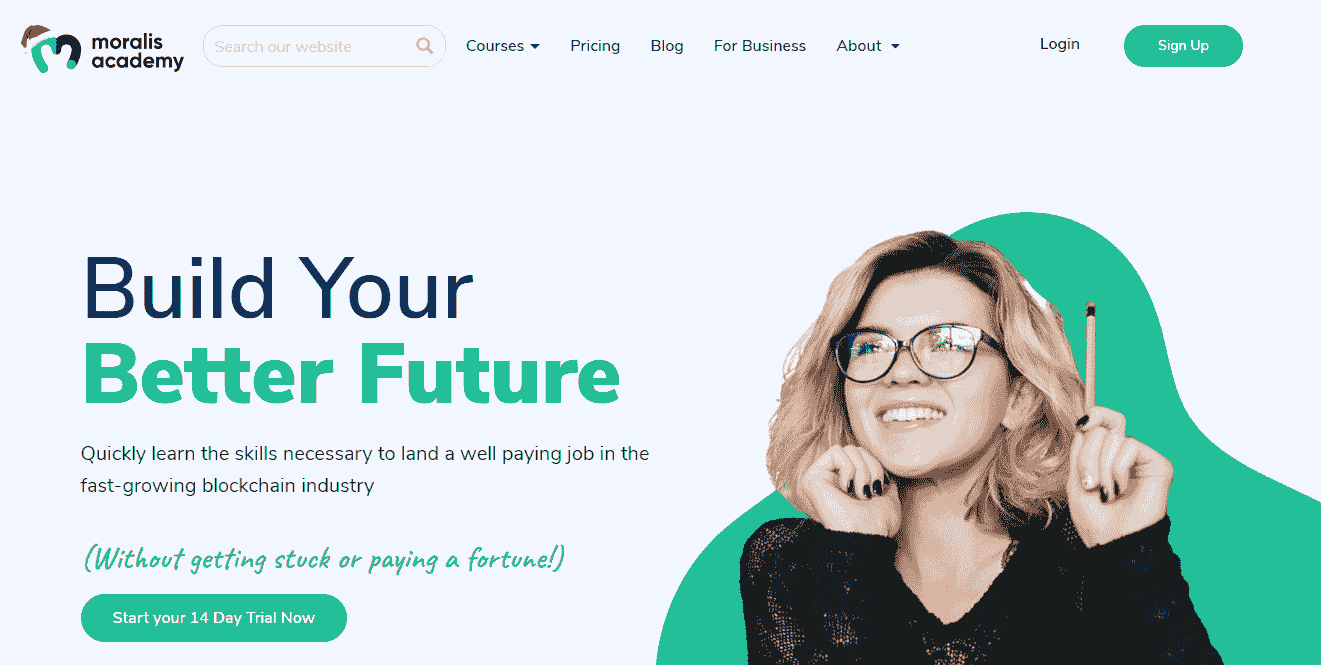 moralis
academy
Search our website
Courses
Pricing
Blog
For Business
About
Login
Sign Up
Build Your
Better Future
Quickly learn the skills necessary to land a well paying job in the
fast-growing blockchain industry
(Without getting stuck or paying a fortune!)
Start your 14 Day Trial Now